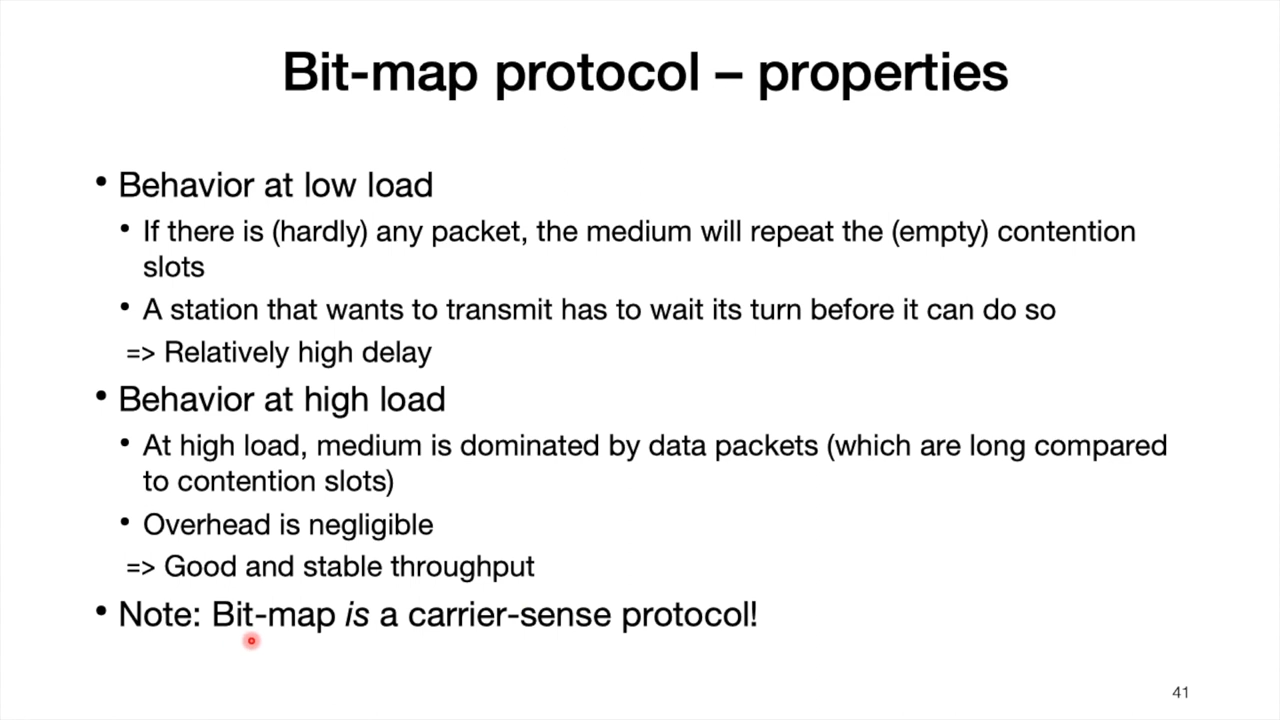 Bit-map protocol – properties
• Behavior at low load
• If there is (hardly) any packet, the medium will repeat the (empty) contention
slots
• A station that wants to transmit has to wait its turn before it can do so
=> Relatively high delay
• Behavior at high load
• At high load, medium is dominated by data packets (which are long compared
to contention slots)
• Overhead is negligible
=> Good and stable throughput
• Note: Bit-map is a carrier-sense protocol!
41